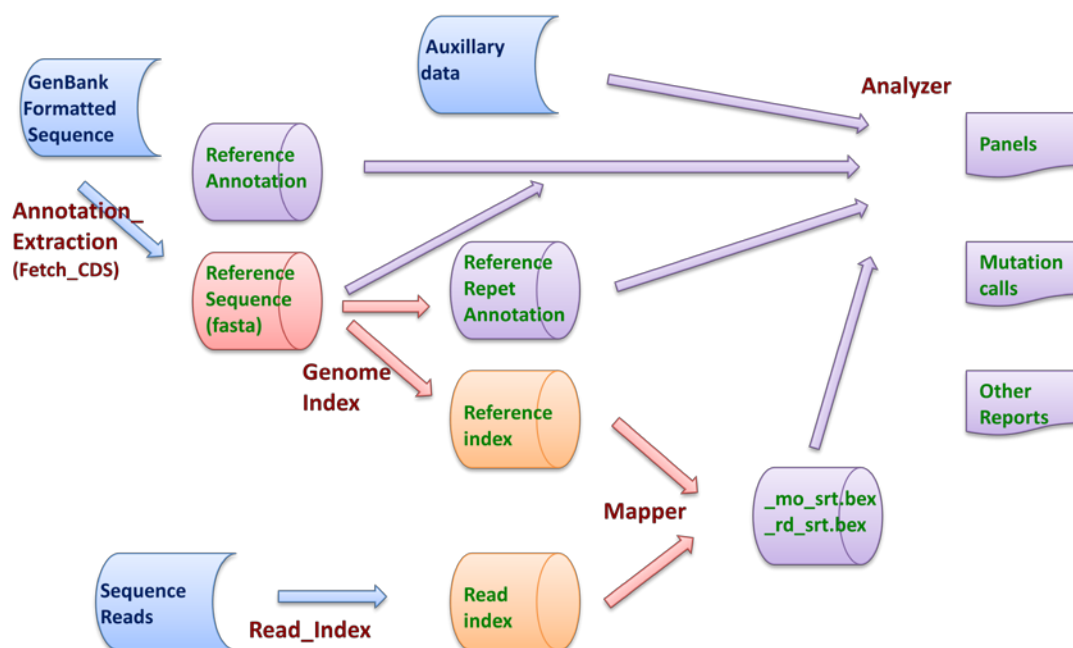 GenBank
Formatted
Sequence
Auxillary
data
Analyzer
Reference
Annotation
Panels
Annotation_
Extraction
(Fetch_CDS)
Reference
Sequence
(fasta)
Reference
Repet
Annotation
Mutation
calls
Genome
Index
Reference
index
Other
Reports
Mapper
_mo_srt.bex
_rd_srt.bex
Sequence
Reads
Read_Index
Read
index